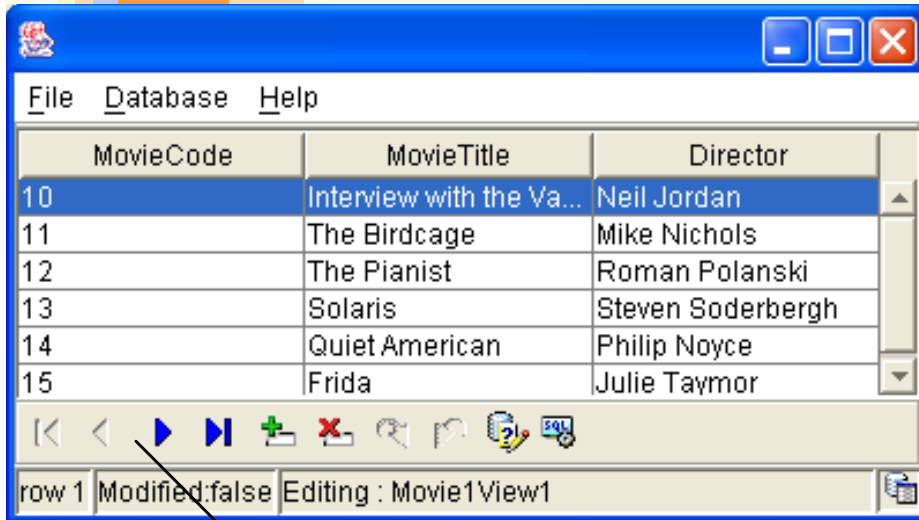 File Database Help
MovieCode MovieTitle Director
10 Interview with the Va... Neil Jordan
11 The Birdcage Mike Nichols
12 The Pianist Roman Polanski
13 Solaris Steven Soderbergh
14 Quiet American Philip Noyce
15 Frida Julie Taymor
SQL
row 1 Modified:false Editing : Movie1View1